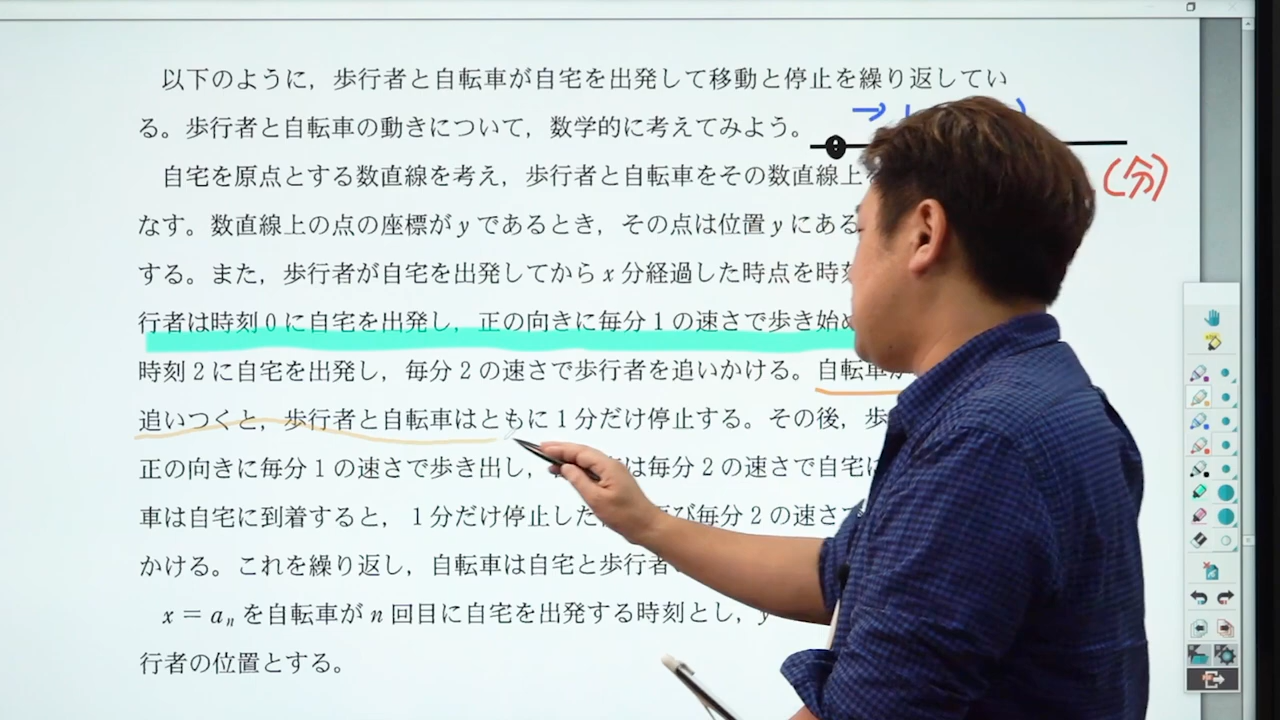 以下のように，歩行者と自転車が自宅を出発して移動と停止を繰り返してい
る。歩行者と自転車の動きについて，数学的に考えてみよう。
自宅を原点とする数直線を考え，歩行者と自転車をその数直線上
(分)
なす。数直線上の点の座標が y であるとき，その点は位置 y にある
する。また，歩行者が自宅を出発してから x 分経過した時点を時刻
行者は時刻 0 に自宅を出発し，正の向きに毎分 1 の速さで歩き始め
時刻 2 に自宅を出発し，毎分 2 の速さで歩行者を追いかける。自転車が
追いつくと，歩行者と自転車はともに 1 分だけ停止する。その後，歩
正の向きに毎分 1 の速さで歩き出し，は毎分 2 の速さで自宅に
車は自宅に到着すると，1 分だけ停止した び毎分 2 の速さで
かける。これを繰り返し，自転車は自宅と歩行者
x = aₙ を自転車が n 回目に自宅を出発する時刻とし，y
行者の位置とする。